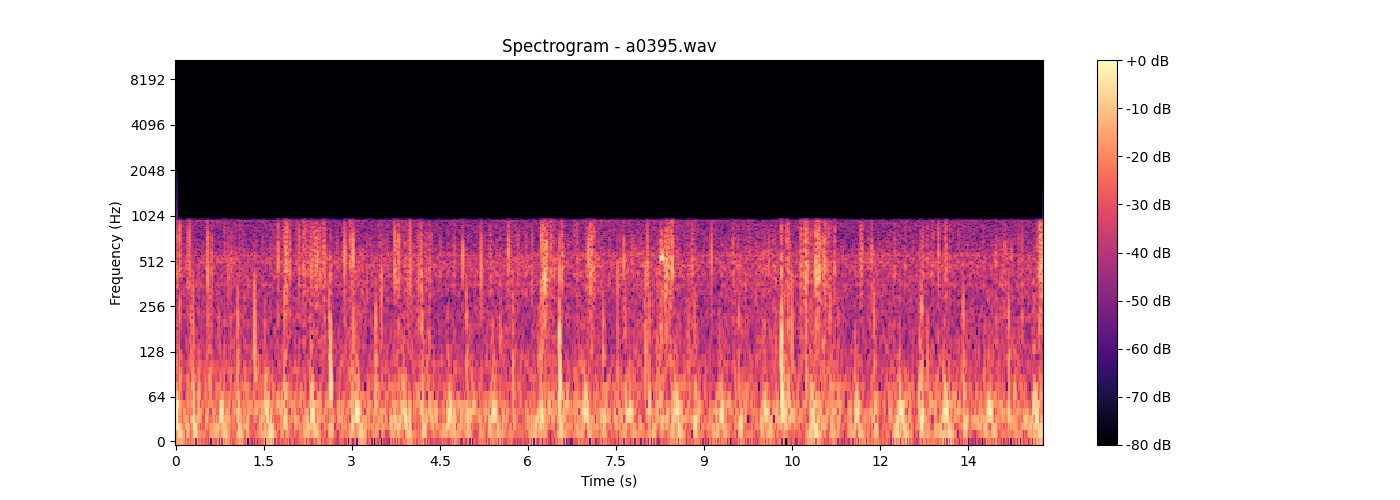 Spectrogram - a0395.wav
8192
4096
2048
1024
512
256
128
64
0
Frequency (Hz)
0 1.5 3 4.5 6 7.5 9 10 12 14
Time (s)
+0 dB
-10 dB
-20 dB
-30 dB
-40 dB
-50 dB
-60 dB
-70 dB
-80 dB